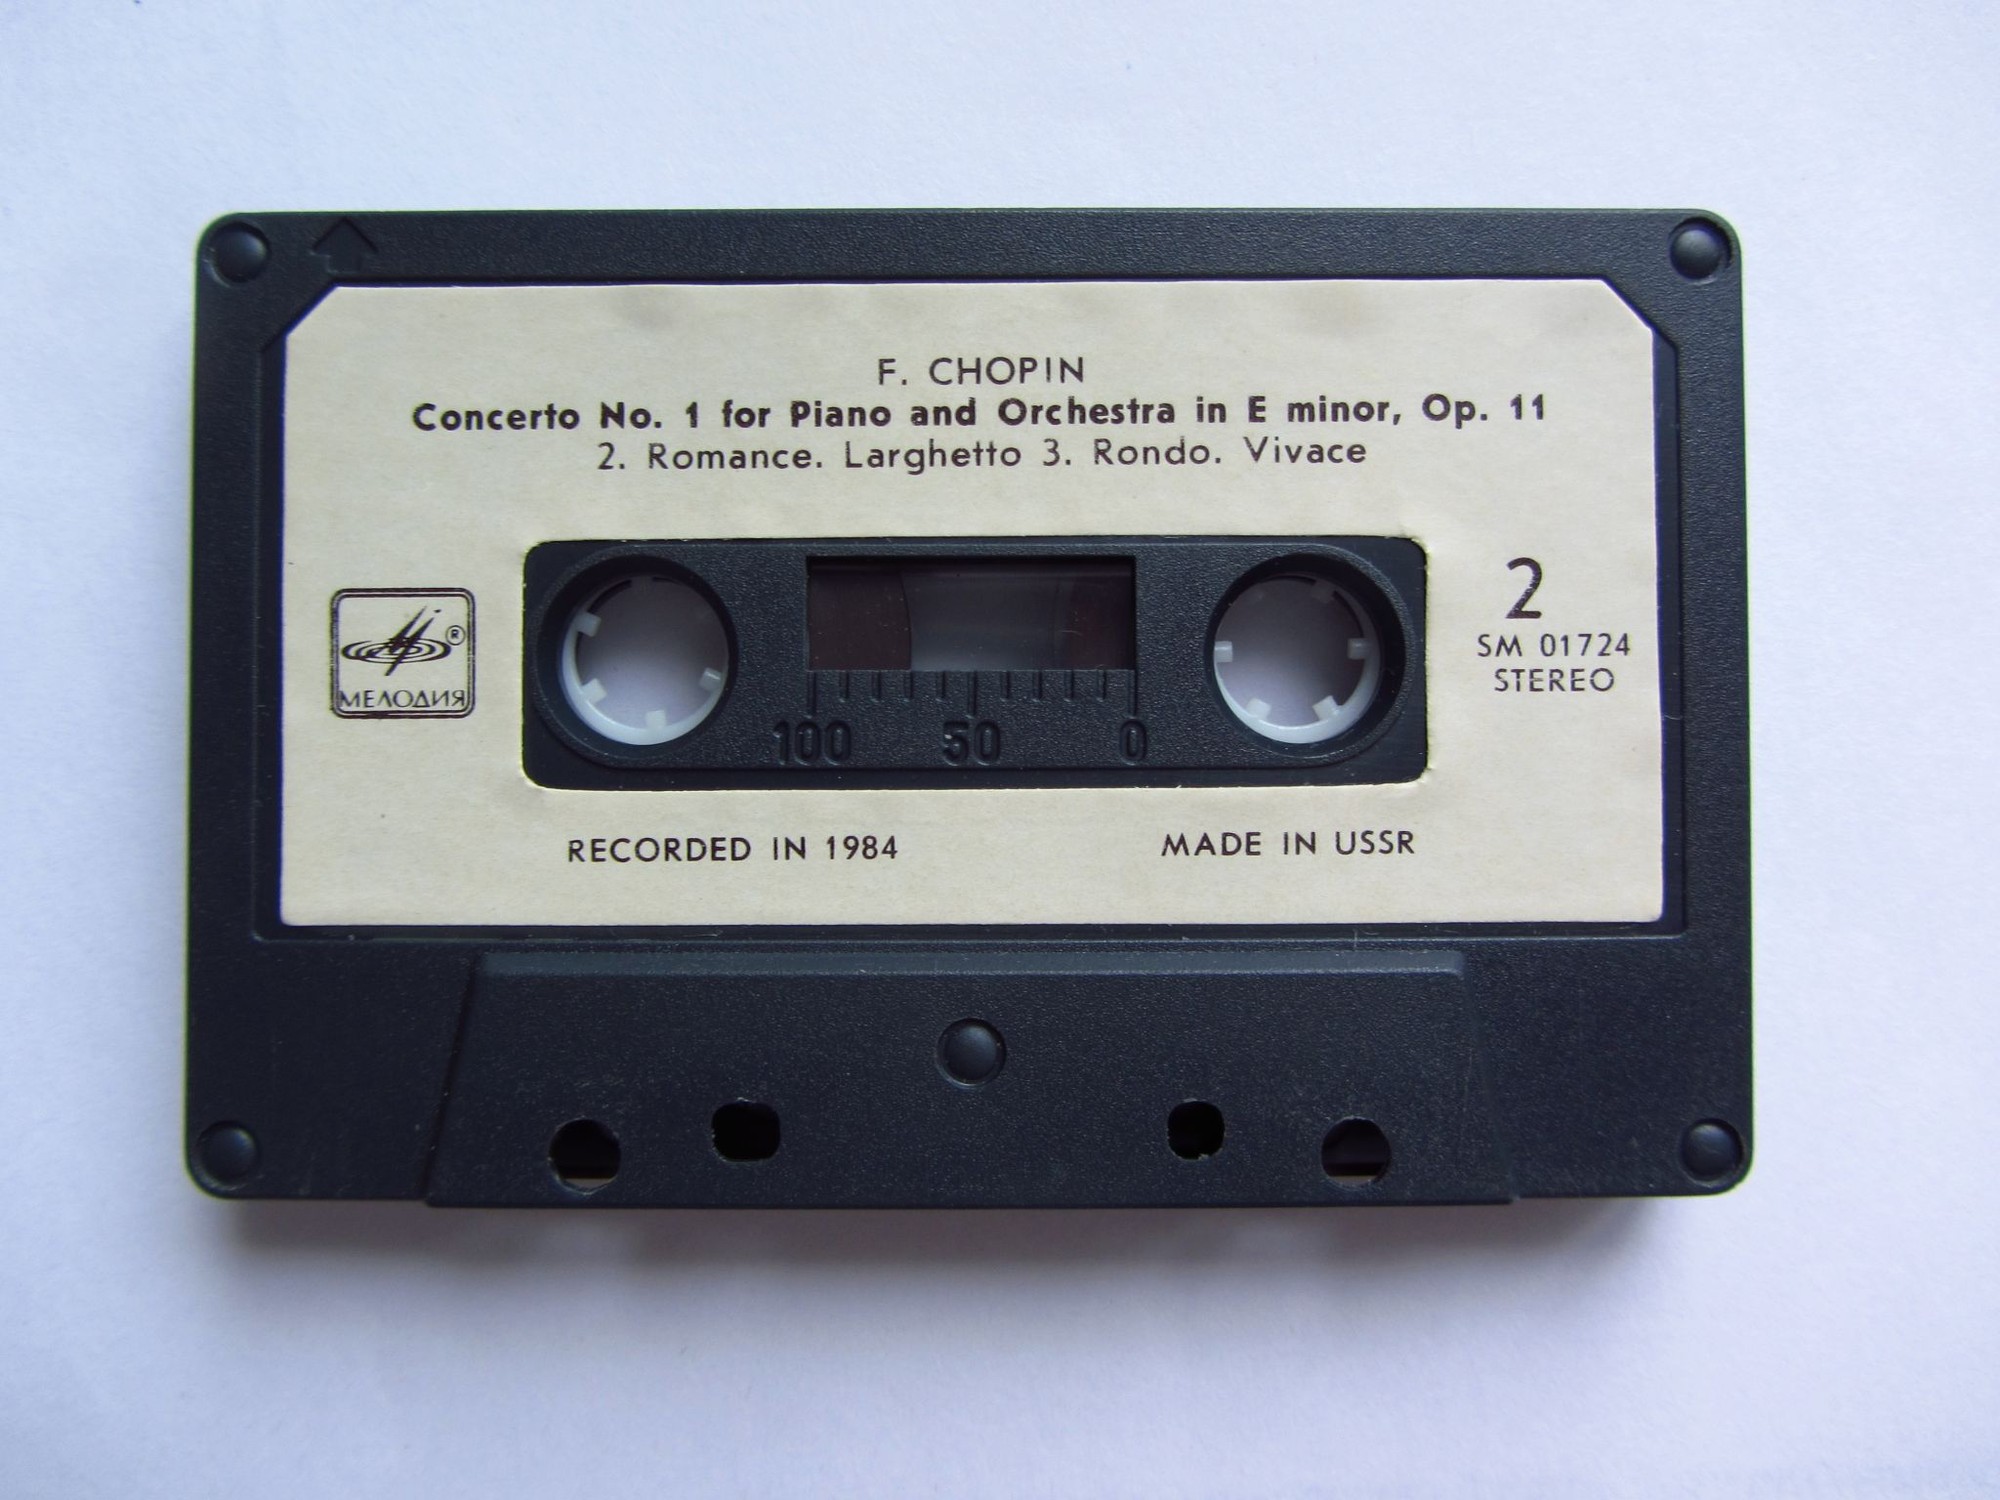 F. CHOPIN
Concerto No. 1 for Piano and Orchestra in E minor, Op. 11
2. Romance. Larghetto 3. Rondo. Vivace
®
МЕЛОДИЯ
2
SM 01724
STEREO
100 50 0
RECORDED IN 1984 MADE IN USSR